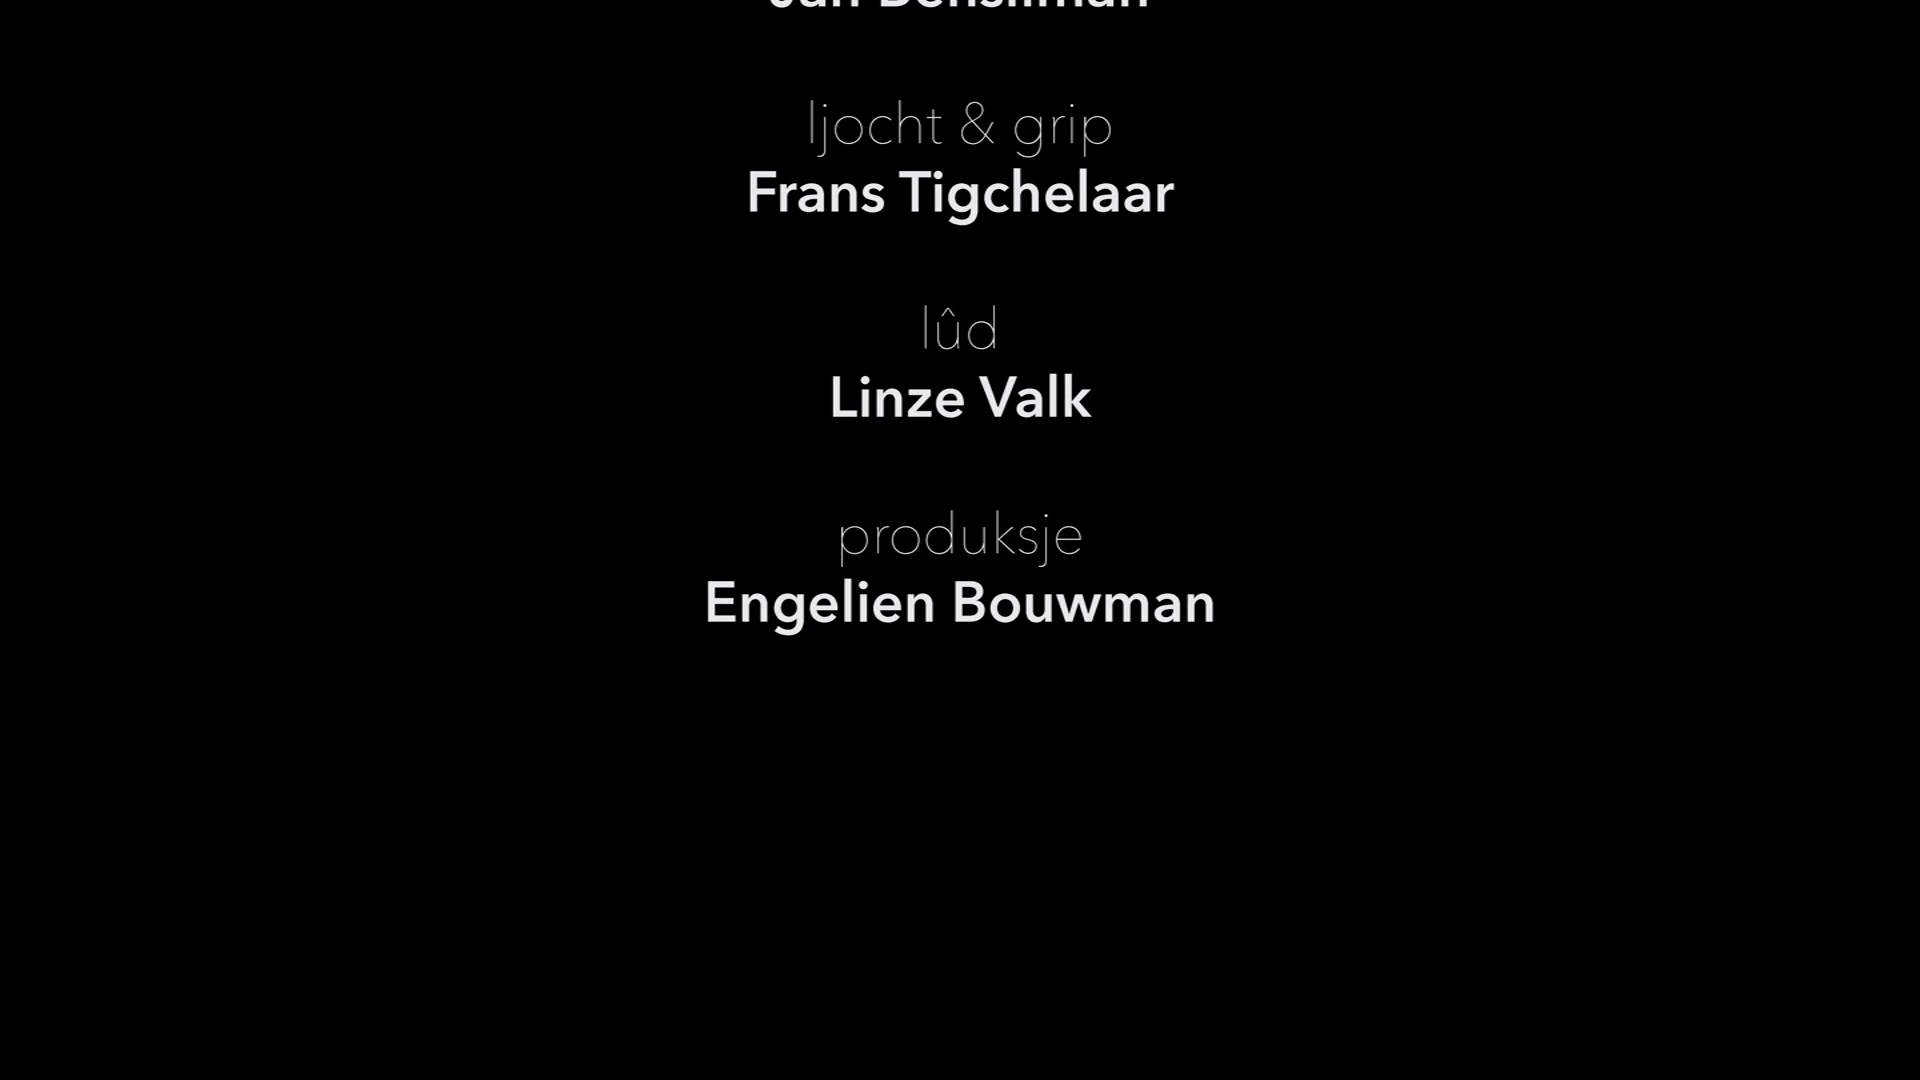 ljocht & grip
Frans Tigchelaar
lûd
Linze Valk
produksje
Engelien Bouwman